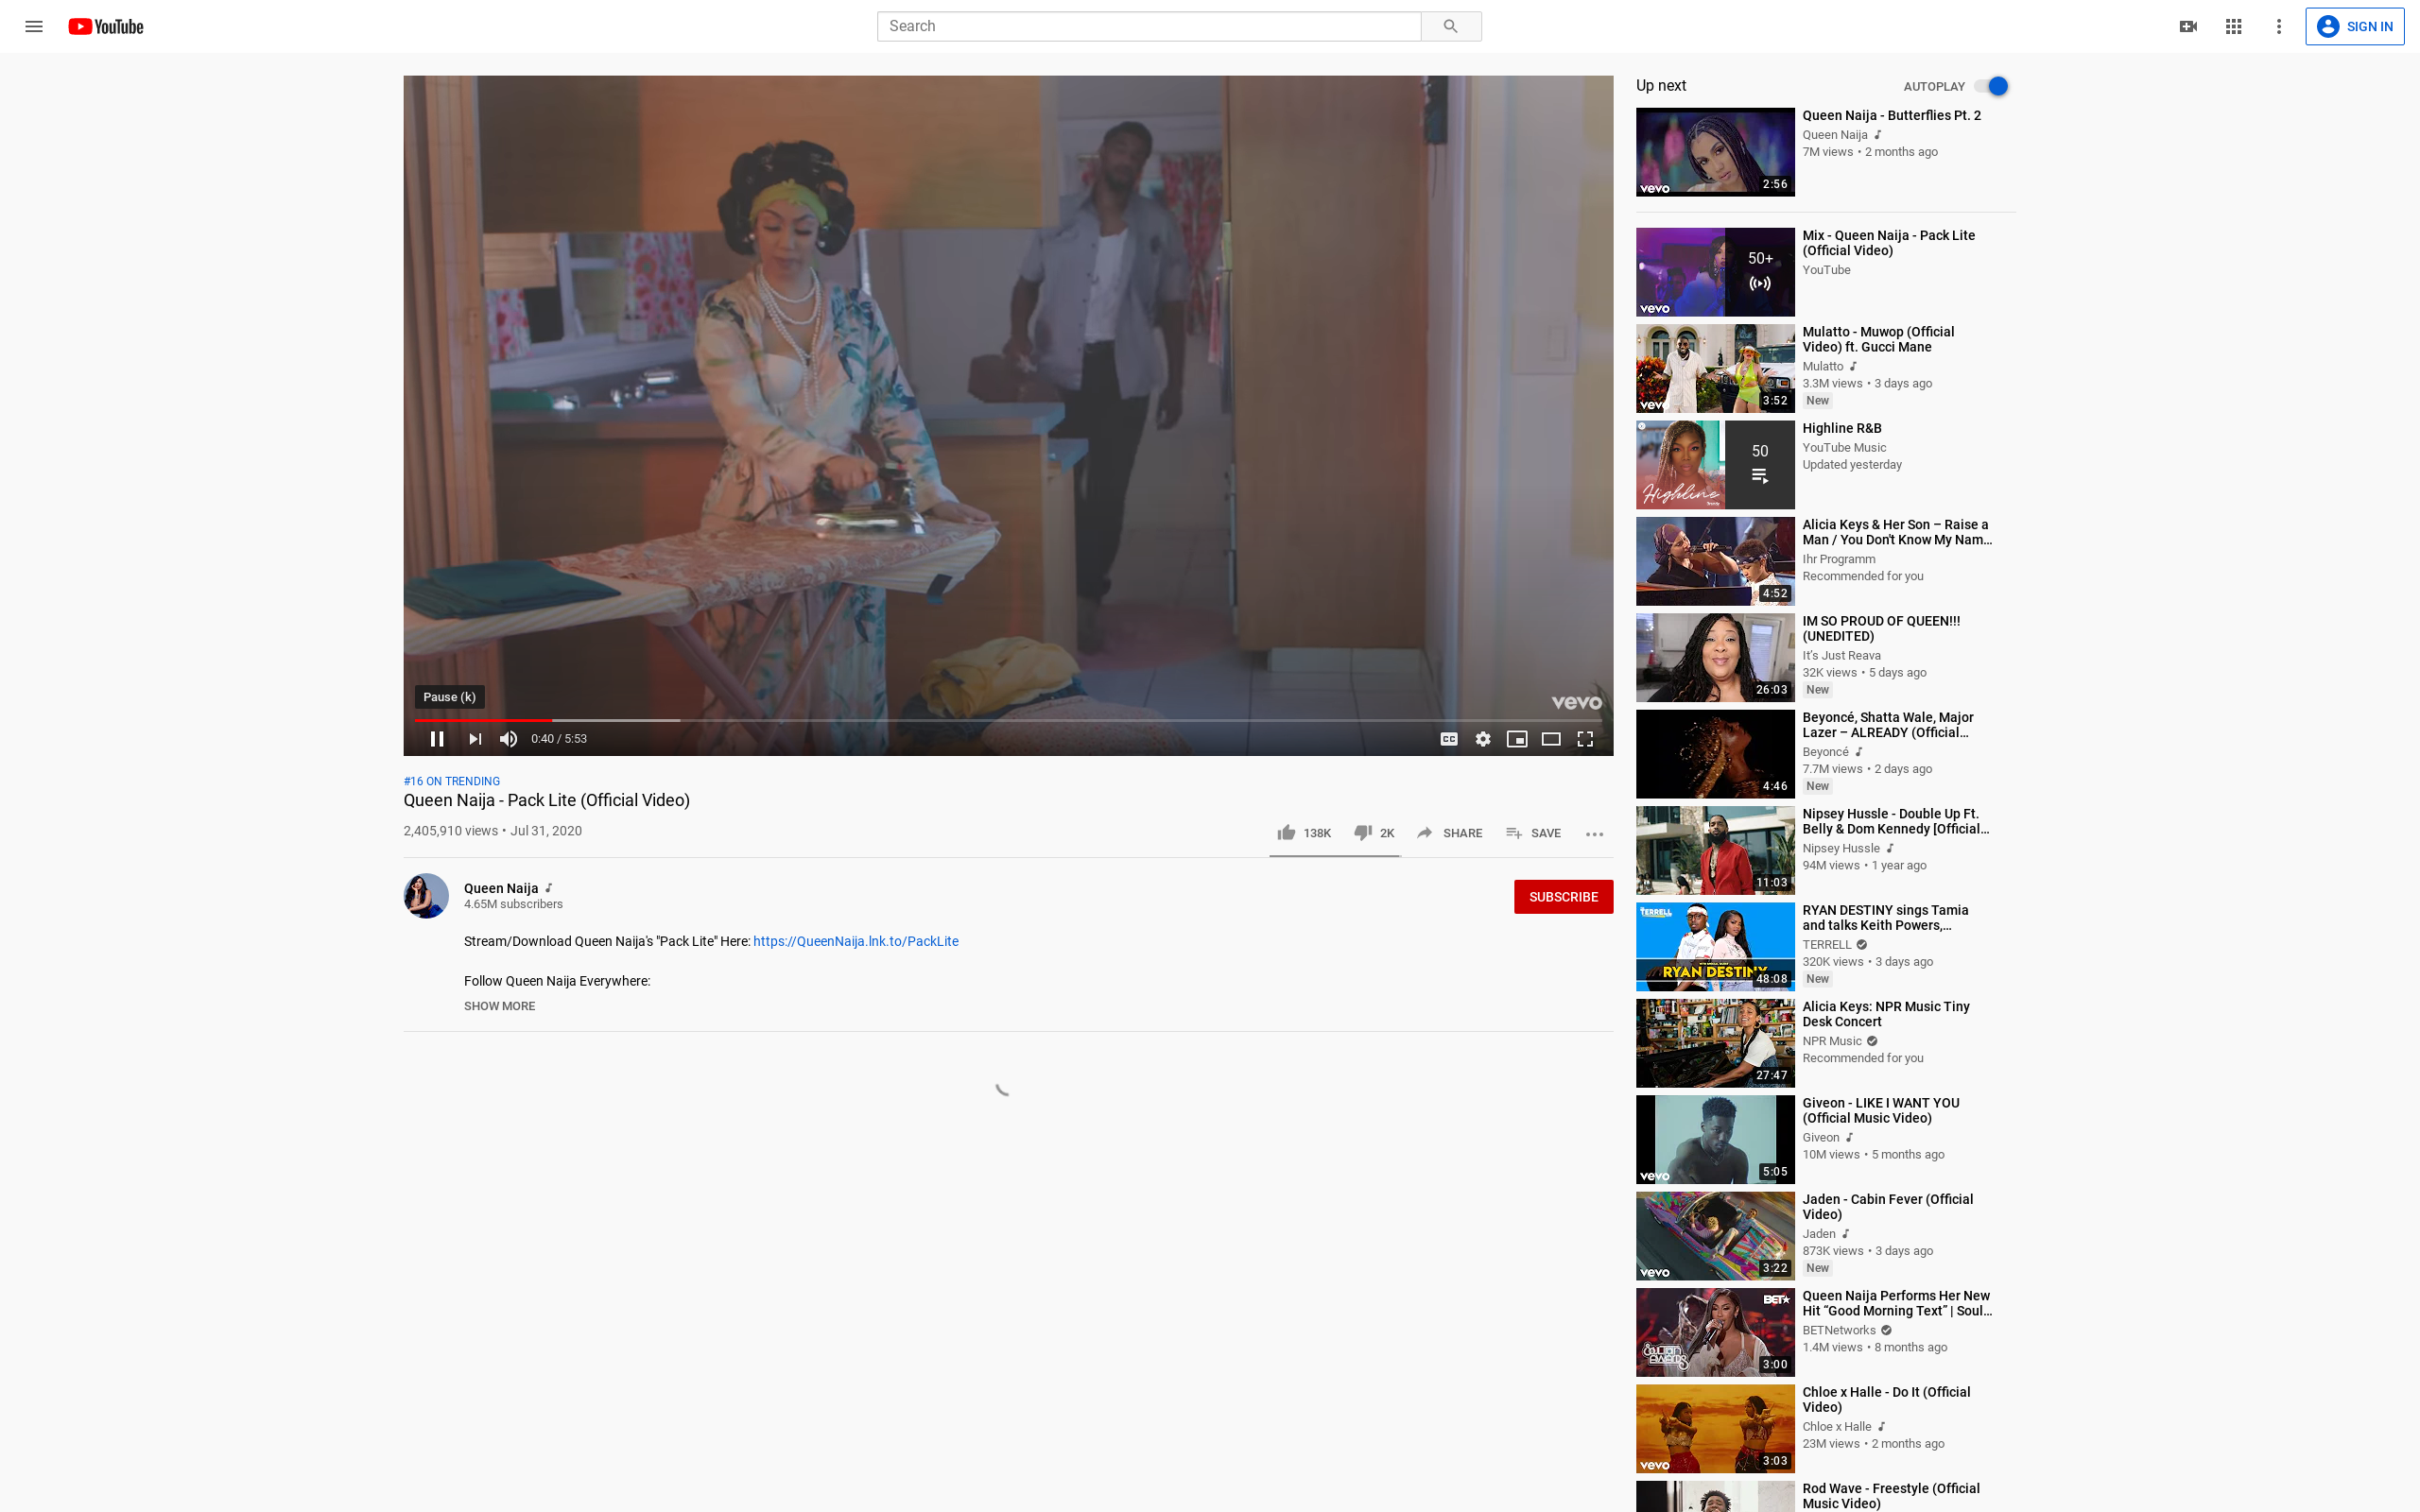 YouTube
Search
SIGN IN
vevo
Pause (k)
0:40 / 5:53
CC
#16 ON TRENDING
Queen Naija - Pack Lite (Official Video)
2,405,910 views • Jul 31, 2020
138K
2K
SHARE
SAVE
Queen Naija
4.65M subscribers
SUBSCRIBE
Stream/Download Queen Naija's "Pack Lite" Here: https://QueenNaija.lnk.to/PackLite
Follow Queen Naija Everywhere:
SHOW MORE
Up next
AUTOPLAY
vevo
2:56
Queen Naija - Butterflies Pt. 2
Queen Naija
7M views • 2 months ago
vevo
50+
Mix - Queen Naija - Pack Lite
(Official Video)
YouTube
vevo
3:52
Mulatto - Muwop (Official
Video) ft. Gucci Mane
Mulatto
3.3M views • 3 days ago
New
Highline
50
Highline R&B
YouTube Music
Updated yesterday
4:52
Alicia Keys & Her Son – Raise a
Man / You Don't Know My Nam…
Ihr Programm
Recommended for you
26:03
IM SO PROUD OF QUEEN!!!
(UNEDITED)
It's Just Reava
32K views • 5 days ago
New
4:46
Beyoncé, Shatta Wale, Major
Lazer – ALREADY (Official…
Beyoncé
7.7M views • 2 days ago
New
11:03
Nipsey Hussle - Double Up Ft.
Belly & Dom Kennedy [Official…
Nipsey Hussle
94M views • 1 year ago
TERRELL
RYAN DESTINY
48:08
RYAN DESTINY sings Tamia
and talks Keith Powers,…
TERRELL
320K views • 3 days ago
New
27:47
Alicia Keys: NPR Music Tiny
Desk Concert
NPR Music
Recommended for you
vevo
5:05
Giveon - LIKE I WANT YOU
(Official Music Video)
Giveon
10M views • 5 months ago
vevo
3:22
Jaden - Cabin Fever (Official
Video)
Jaden
873K views • 3 days ago
New
BET
3:00
Queen Naija Performs Her New
Hit “Good Morning Text” | Soul…
BETNetworks
1.4M views • 8 months ago
vevo
3:03
Chloe x Halle - Do It (Official
Video)
Chloe x Halle
23M views • 2 months ago
Rod Wave - Freestyle (Official
Music Video)